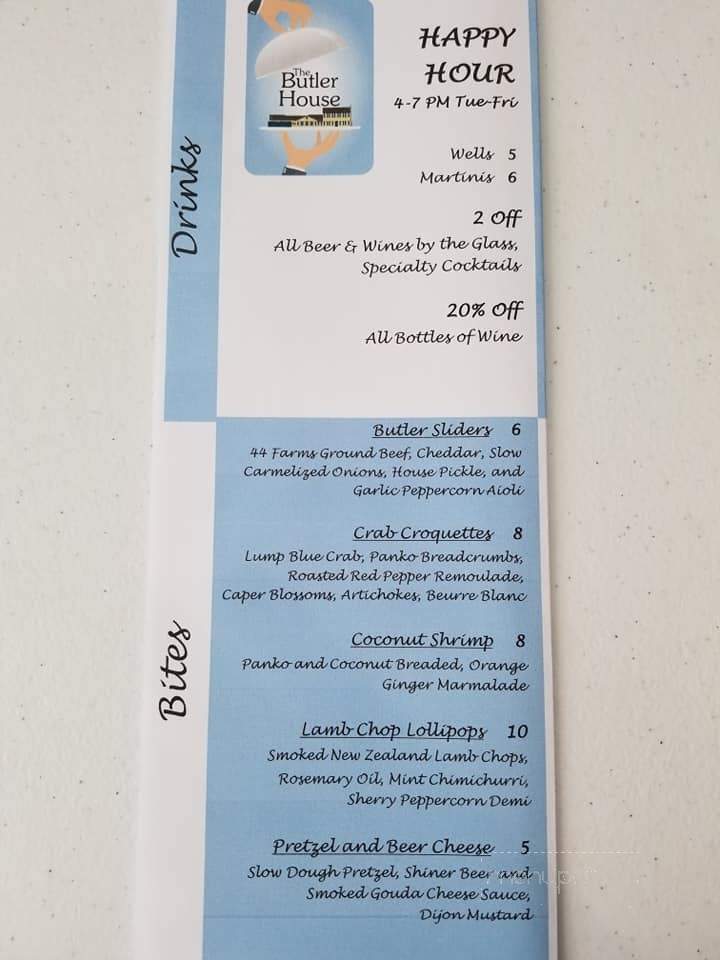 The
Butler
House
HAPPY
HOUR
4-7 PM Tue-Fri
Drinks
Wells 5
Martinis 6
2 Off
All Beer & Wines by the Glass,
Specialty Cocktails
20% Off
All Bottles of Wine
Bites
Butler Sliders 6
44 Farms Ground Beef, Cheddar, Slow
Carmelized Onions, House Pickle, and
Garlic Peppercorn Aioli
Crab Croquettes 8
Lump Blue Crab, Panko Breadcrumbs,
Roasted Red Pepper Remoulade,
Caper Blossoms, Artichokes, Beurre Blanc
Coconut Shrimp 8
Panko and Coconut Breaded, Orange
Ginger Marmalade
Lamb Chop Lollipops 10
Smoked New Zealand Lamb Chops,
Rosemary Oil, Mint Chimichurri,
Sherry Peppercorn Demi
Pretzel and Beer Cheese 5
Slow Dough Pretzel, Shiner Beer and
Smoked Gouda Cheese Sauce,
Dijon Mustard